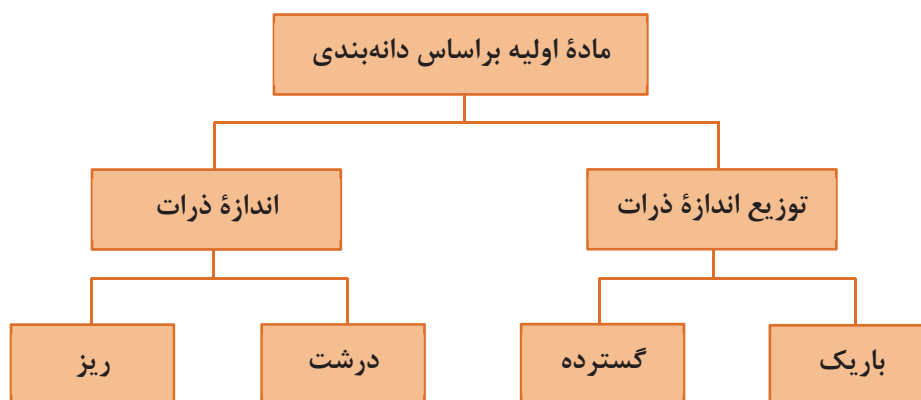 مادهٔ اولیه براساس دانه‌بندی
توزیع اندازهٔ ذرات
اندازهٔ ذرات
باریک
گسترده
درشت
ریز